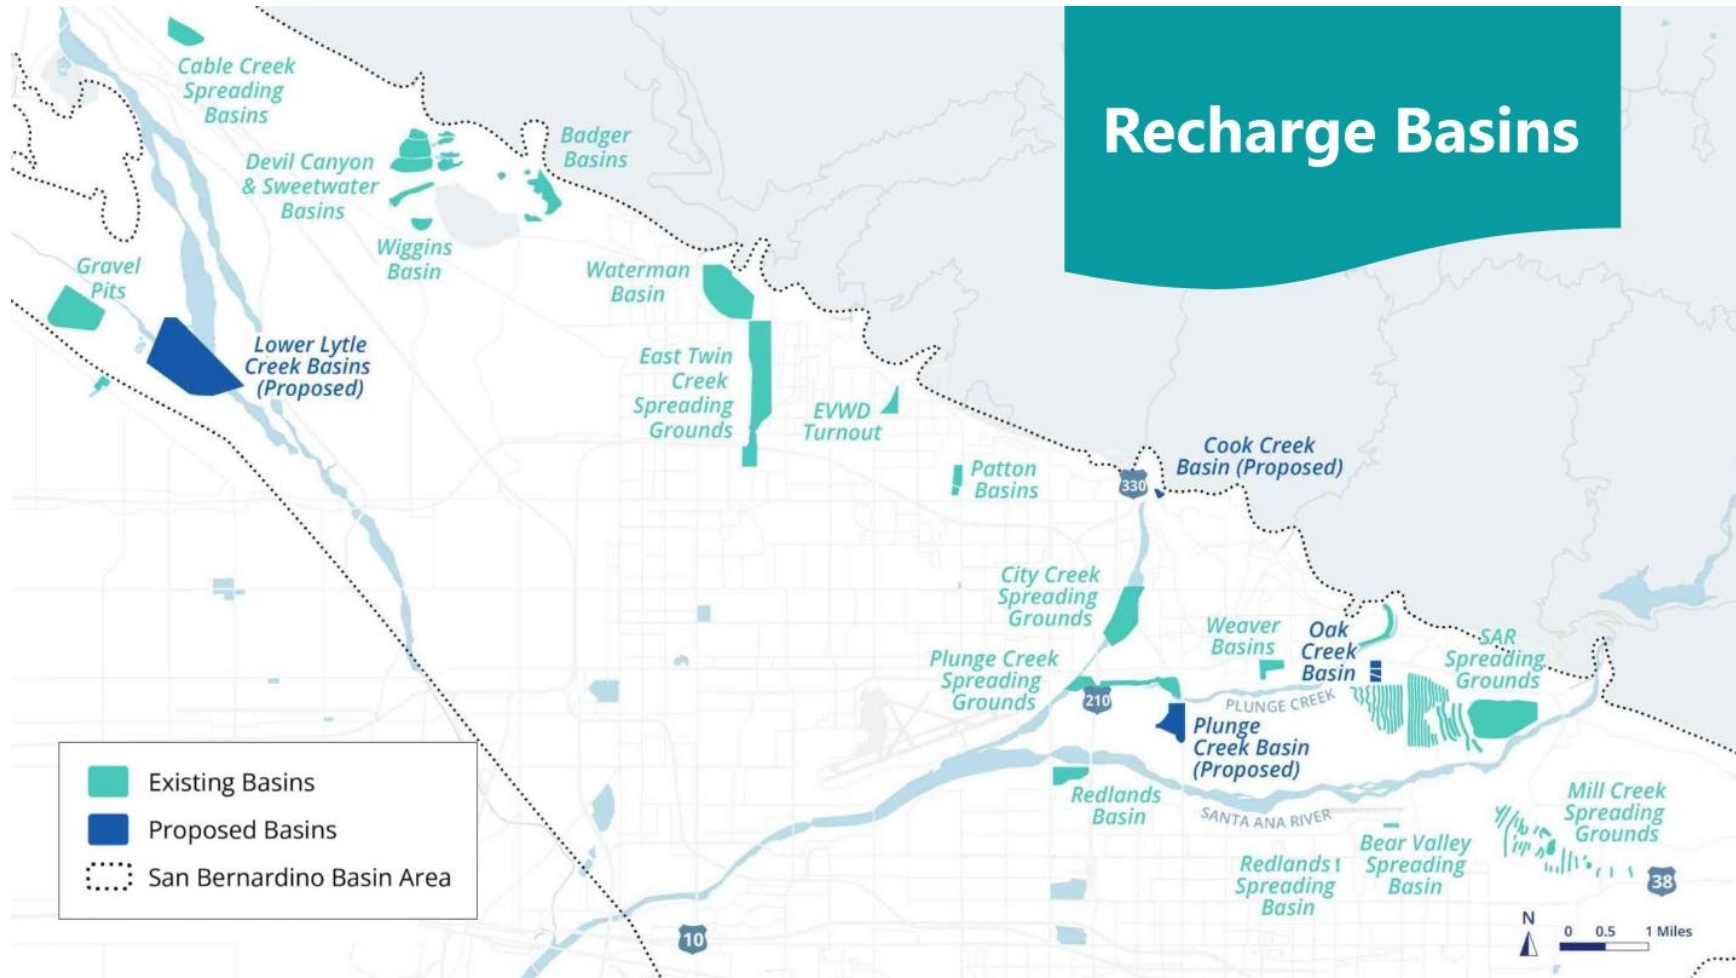 Recharge Basins
Cable Creek
Spreading
Basins
Devil Canyon
& Sweetwater
Basins
Badger
Basins
Wiggins
Basin
Gravel
Pits
Waterman
Basin
Lower Lytle
Creek Basins
(Proposed)
East Twin
Creek
Spreading
Grounds
EVWD
Turnout
Patton
Basins
330
Cook Creek
Basin (Proposed)
City Creek
Spreading
Grounds
Weaver
Basins
Oak
Creek
Basin
SAR
Spreading
Grounds
Plunge Creek
Spreading
Grounds
210
PLUNGE CREEK
Plunge
Creek Basin
(Proposed)
Redlands
Basin
SANTA ANA RIVER
Mill Creek
Spreading
Grounds
Bear Valley
Spreading
Basin
Redlands
Spreading
Basin
38
10
Existing Basins
Proposed Basins
San Bernardino Basin Area
N
0 0.5 1 Miles